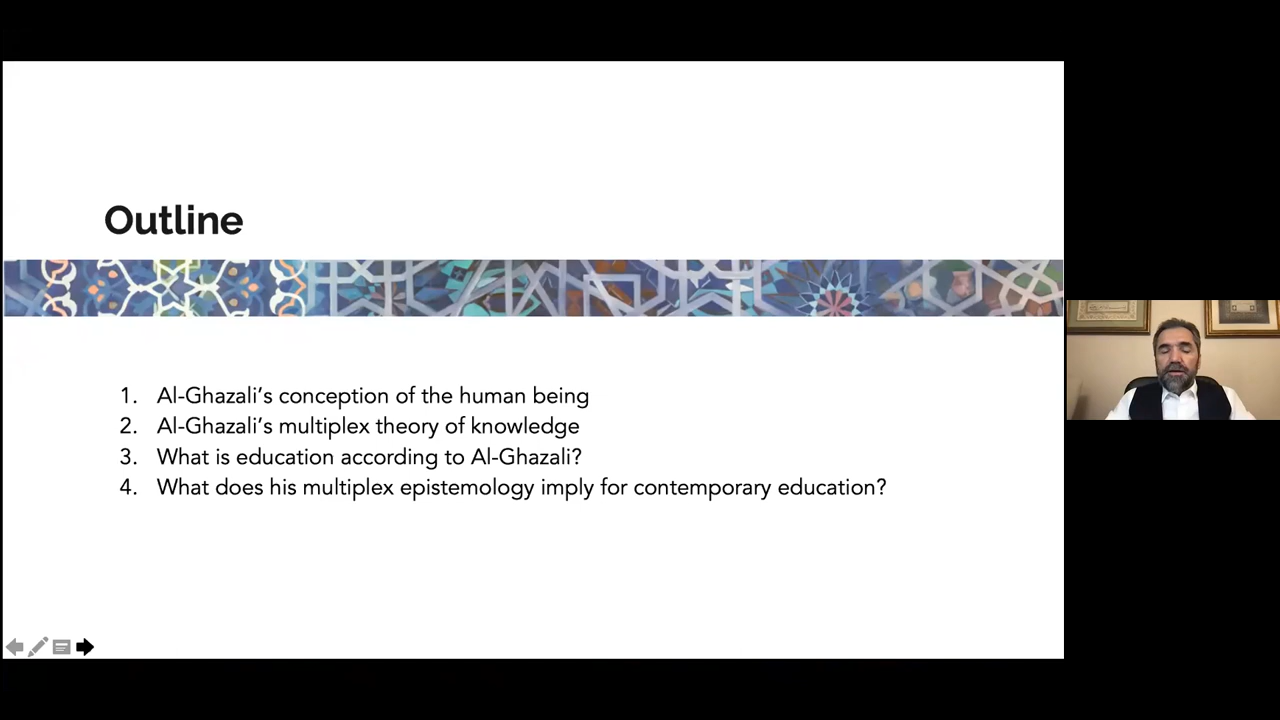 Outline
1. Al-Ghazali’s conception of the human being
2. Al-Ghazali’s multiplex theory of knowledge
3. What is education according to Al-Ghazali?
4. What does his multiplex epistemology imply for contemporary education?